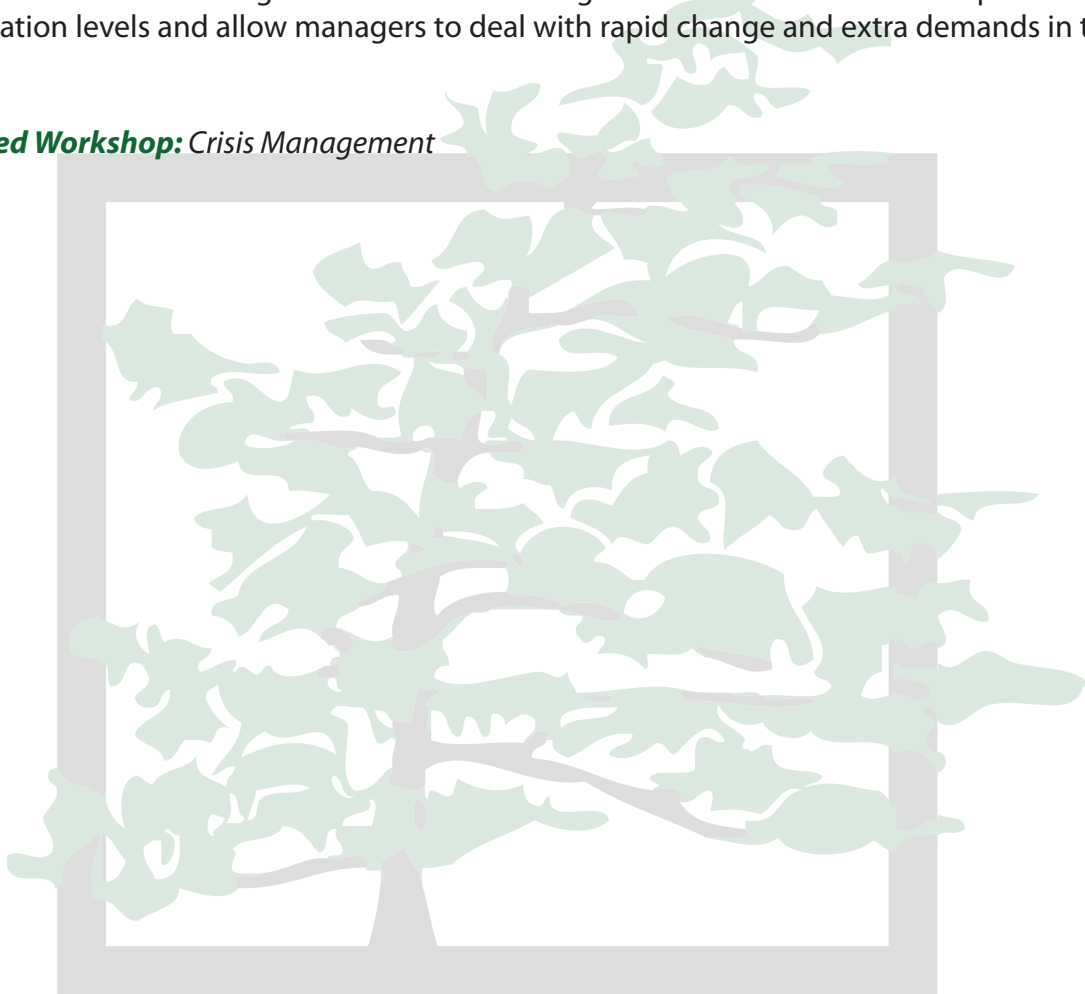 ation levels and allow managers to deal with rapid change and extra demands in t
ed Workshop: Crisis Management